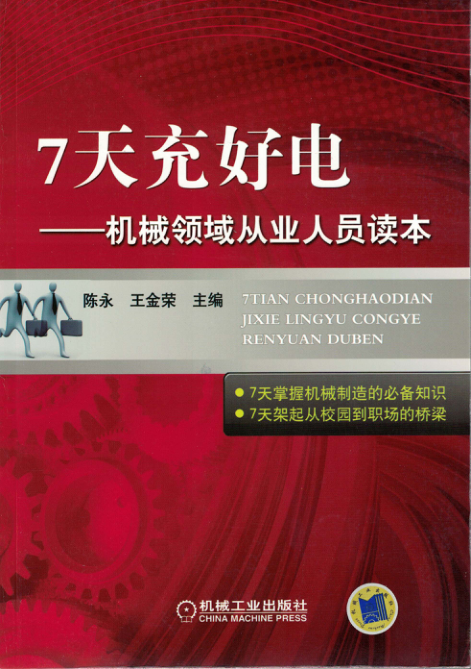 7天充好电
——机械领域从业人员读本
陈永 王金荣 主编
7TIAN CHONGHAODIAN
JIXIE LINGYU CONGYE
RENYUAN DUBEN
● 7天掌握机械制造的必备知识
● 7天架起从校园到职场的桥梁
机械工业出版社
CHINA MACHINE PRESS